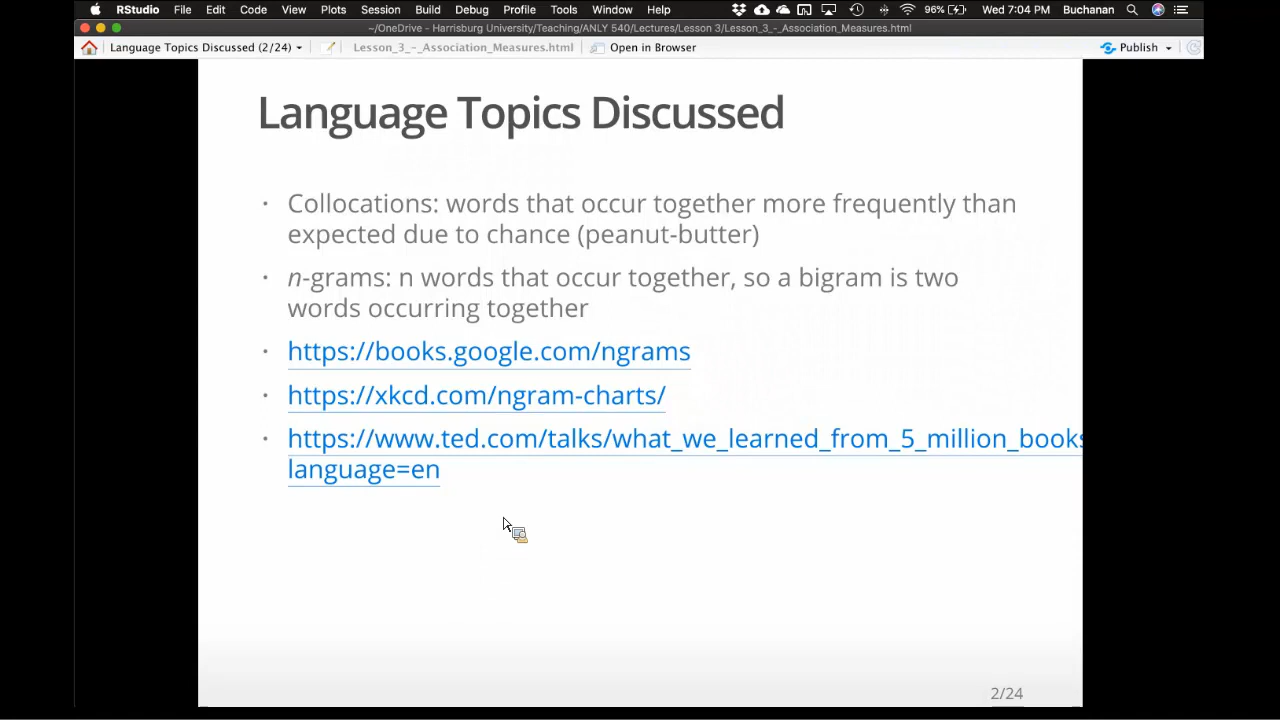 RStudio File Edit Code View Plots Session Build Debug Profile Tools Window Help 96% Wed 7:04 PM Buchanan
~/OneDrive - Harrisburg University/Teaching/ANLY 540/Lectures/Lesson 3/Lesson_3_-_Association_Measures.html
Language Topics Discussed (2/24) Lesson_3_-_Association_Measures.html Open in Browser Publish
Language Topics Discussed
• Collocations: words that occur together more frequently than
expected due to chance (peanut-butter)
• n-grams: n words that occur together, so a bigram is two
words occurring together
• https://books.google.com/ngrams
• https://xkcd.com/ngram-charts/
• https://www.ted.com/talks/what_we_learned_from_5_million_books
language=en
2/24